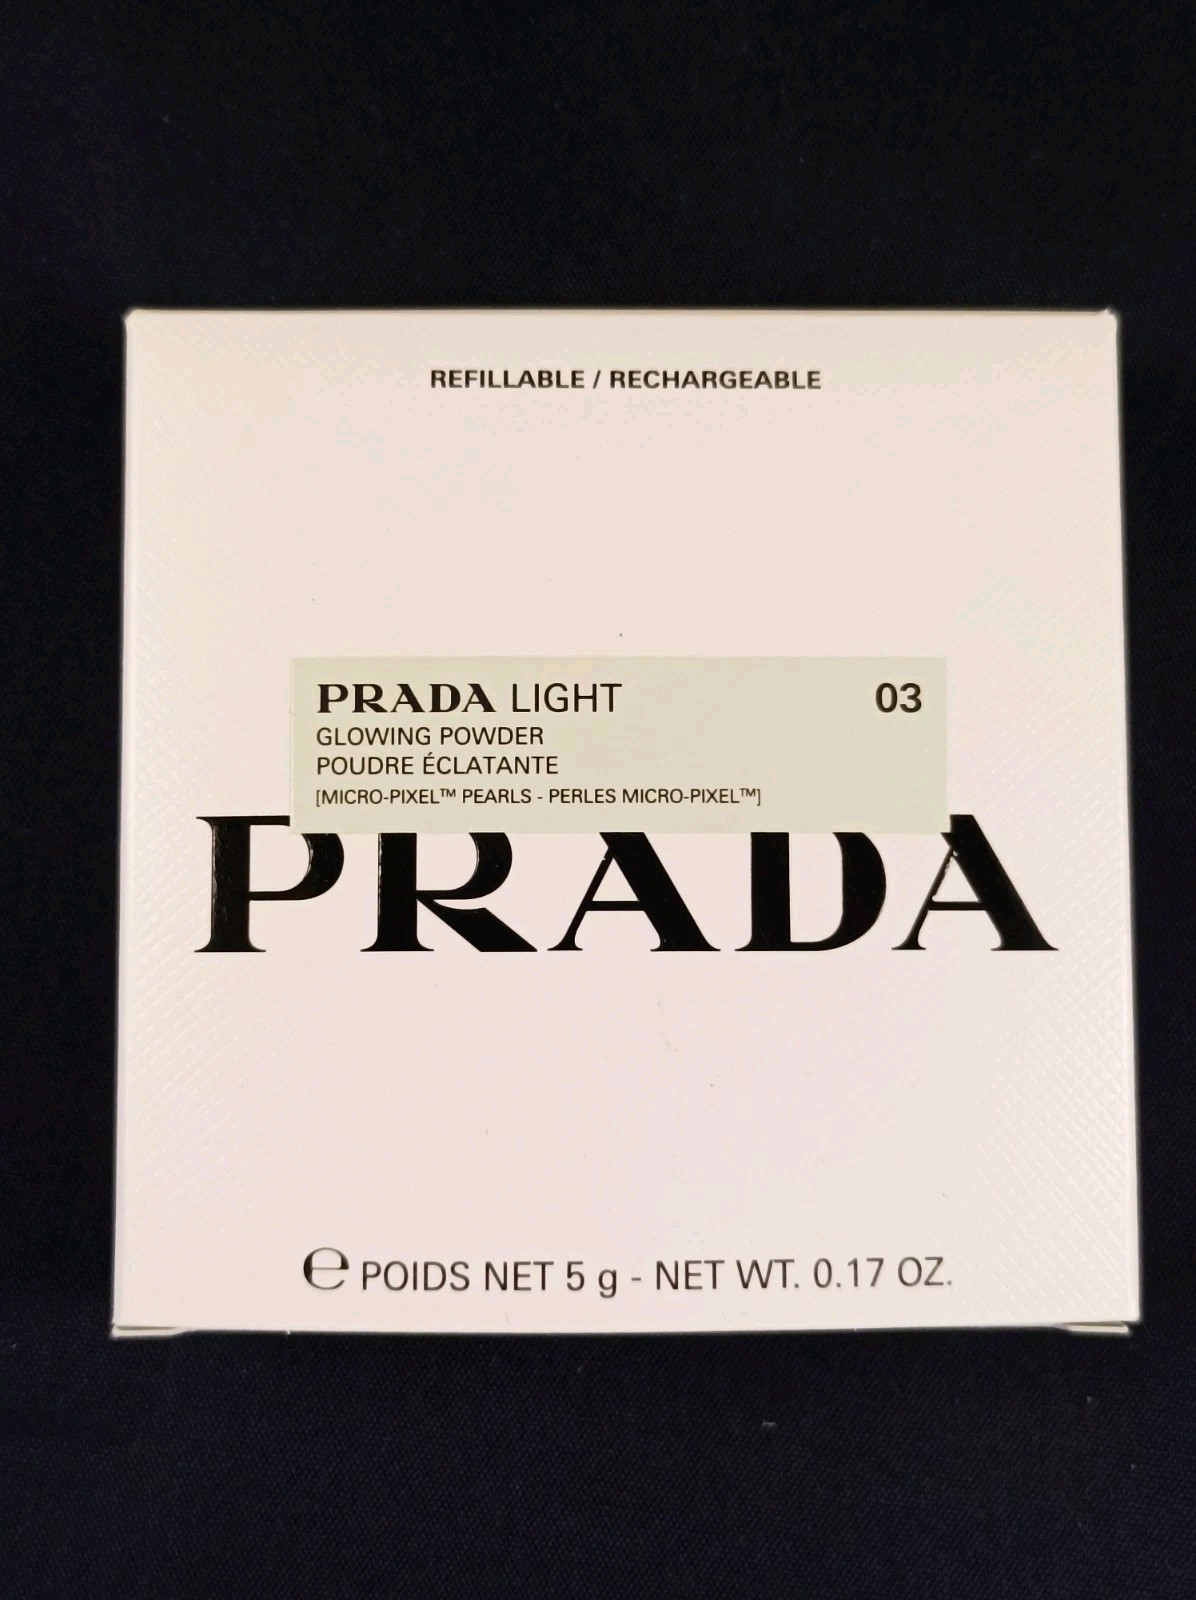 REFILLABLE / RECHARGEABLE
PRADA LIGHT 03
GLOWING POWDER
POUDRE ÉCLATANTE
[MICRO-PIXEL™ PEARLS - PERLES MICRO-PIXEL™]
PRADA
℮ POIDS NET 5 g - NET WT. 0.17 OZ.